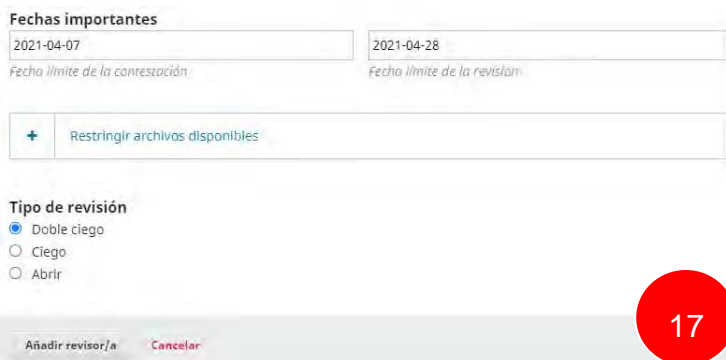 Fechas importantes
2021-04-07 2021-04-28
Fecha límite de la contestación Fecha límite de la revisión
+ Restringir archivos disponibles
Tipo de revisión
Doble ciego
Ciego
Abrir
17
Añadir revisor/a Cancelar